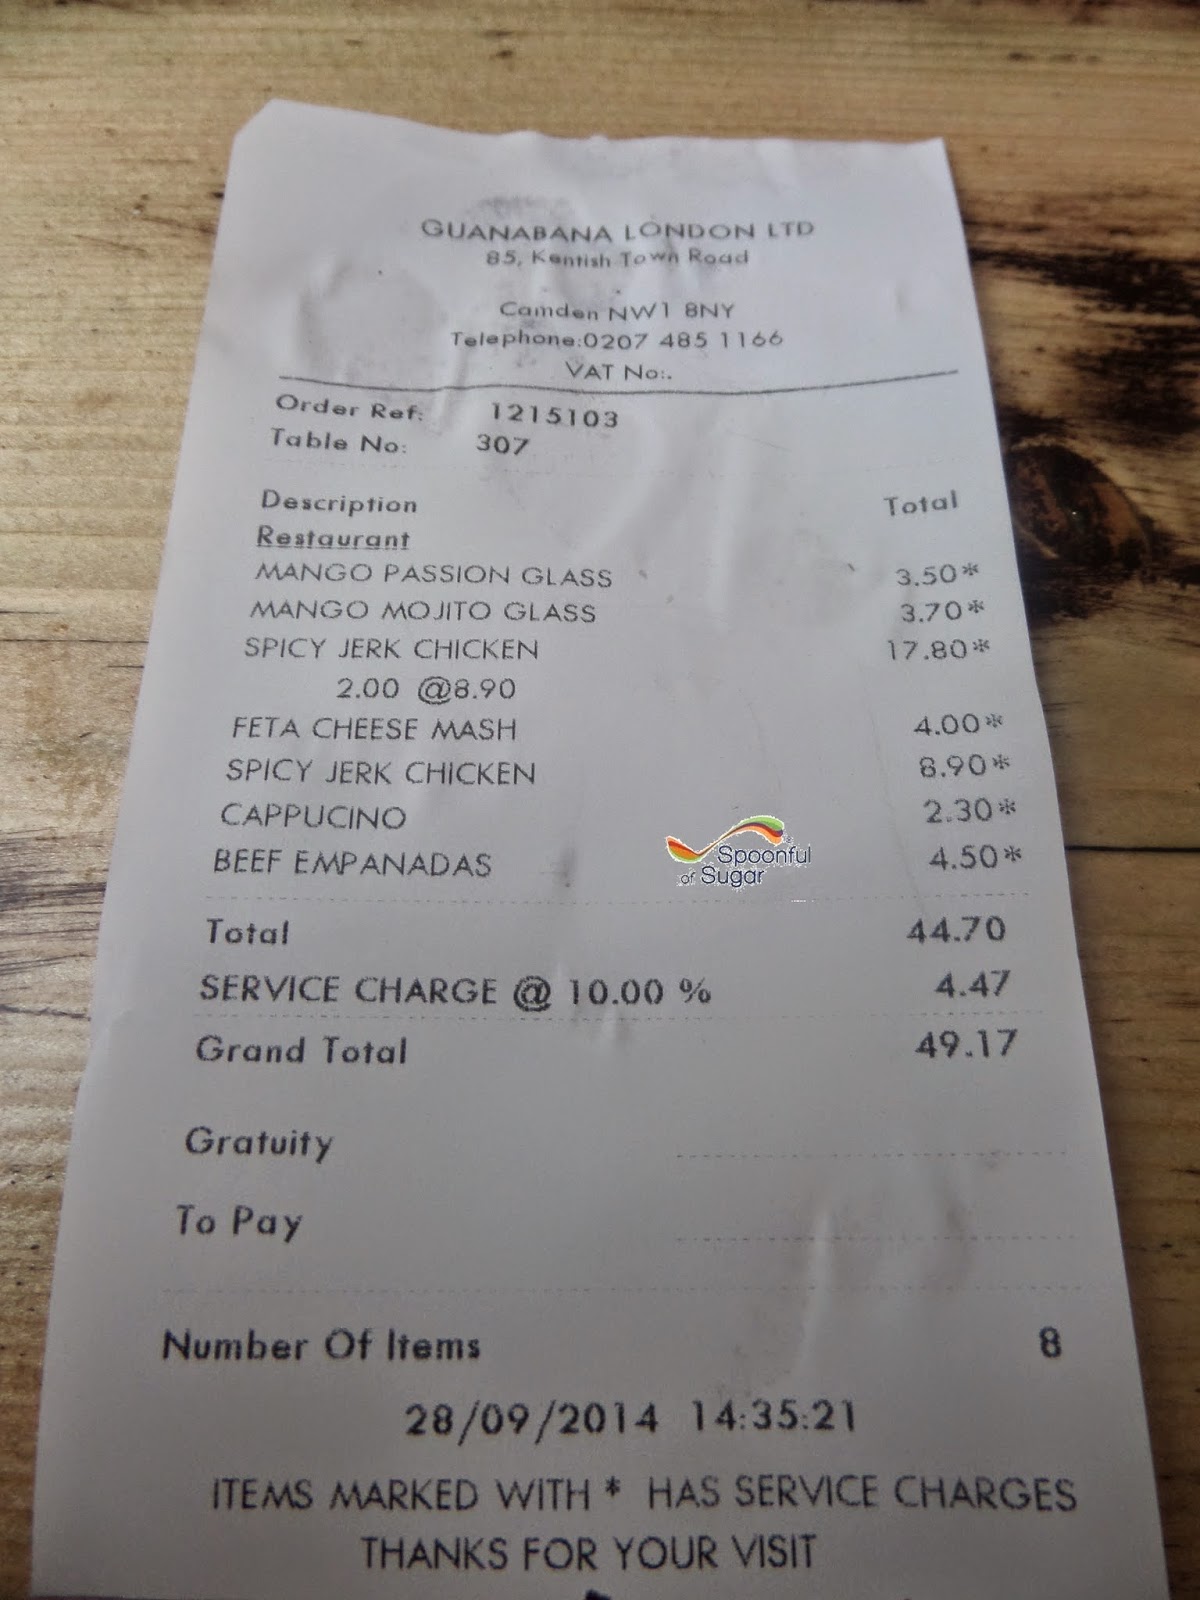 GUANABANA LONDON LTD
85, Kentish Town Road
Camden NW1 8NY
Telephone:0207 485 1166
VAT No:.
Order Ref: 1215103
Table No: 307
Description Total
Restaurant
MANGO PASSION GLASS 3.50*
MANGO MOJITO GLASS 3.70*
SPICY JERK CHICKEN 17.80*
2.00 @8.90
FETA CHEESE MASH 4.00*
SPICY JERK CHICKEN 8.90*
CAPPUCINO 2.30*
BEEF EMPANADAS 4.50*
Spoonful
of Sugar
Total 44.70
SERVICE CHARGE @ 10.00 % 4.47
Grand Total 49.17
Gratuity
To Pay
Number Of Items 8
28/09/2014 14:35:21
ITEMS MARKED WITH * HAS SERVICE CHARGES
THANKS FOR YOUR VISIT